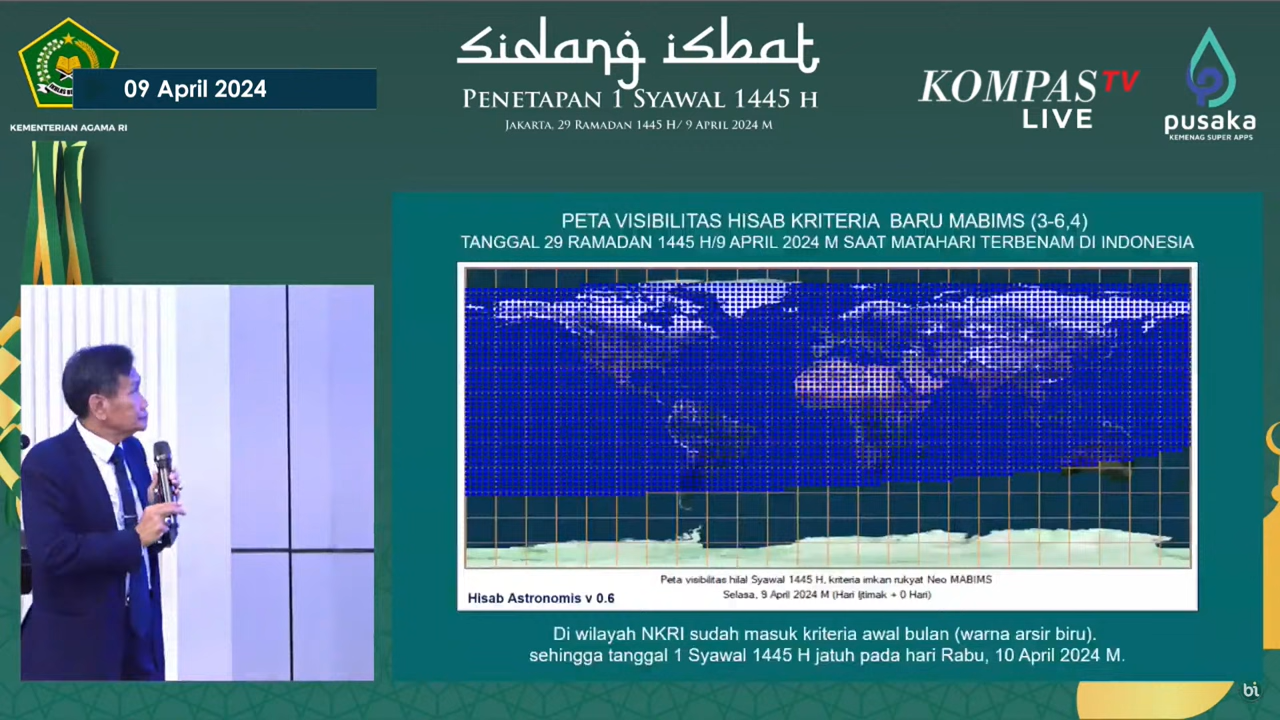 sidang isbat
PENETAPAN 1 SYAWAL 1445 H
JAKARTA, 29 RAMADAN 1445 H/ 9 APRIL 2024 M
09 April 2024
KEMENTERIAN AGAMA RI
KOMPASTV
LIVE
pusaka
KEMENAG SUPER APPS
PETA VISIBILITAS HISAB KRITERIA BARU MABIMS (3-6,4)
TANGGAL 29 RAMADAN 1445 H/9 APRIL 2024 M SAAT MATAHARI TERBENAM DI INDONESIA
Peta visibilitas hilal Syawal 1445 H, kriteria imkan rukyat Neo MABIMS
Selasa, 9 April 2024 M (Hari Ijtimak + 0 Hari)
Hisab Astronomis v 0.6
Di wilayah NKRI sudah masuk kriteria awal bulan (warna arsir biru).
sehingga tanggal 1 Syawal 1445 H jatuh pada hari Rabu, 10 April 2024 M.
bi